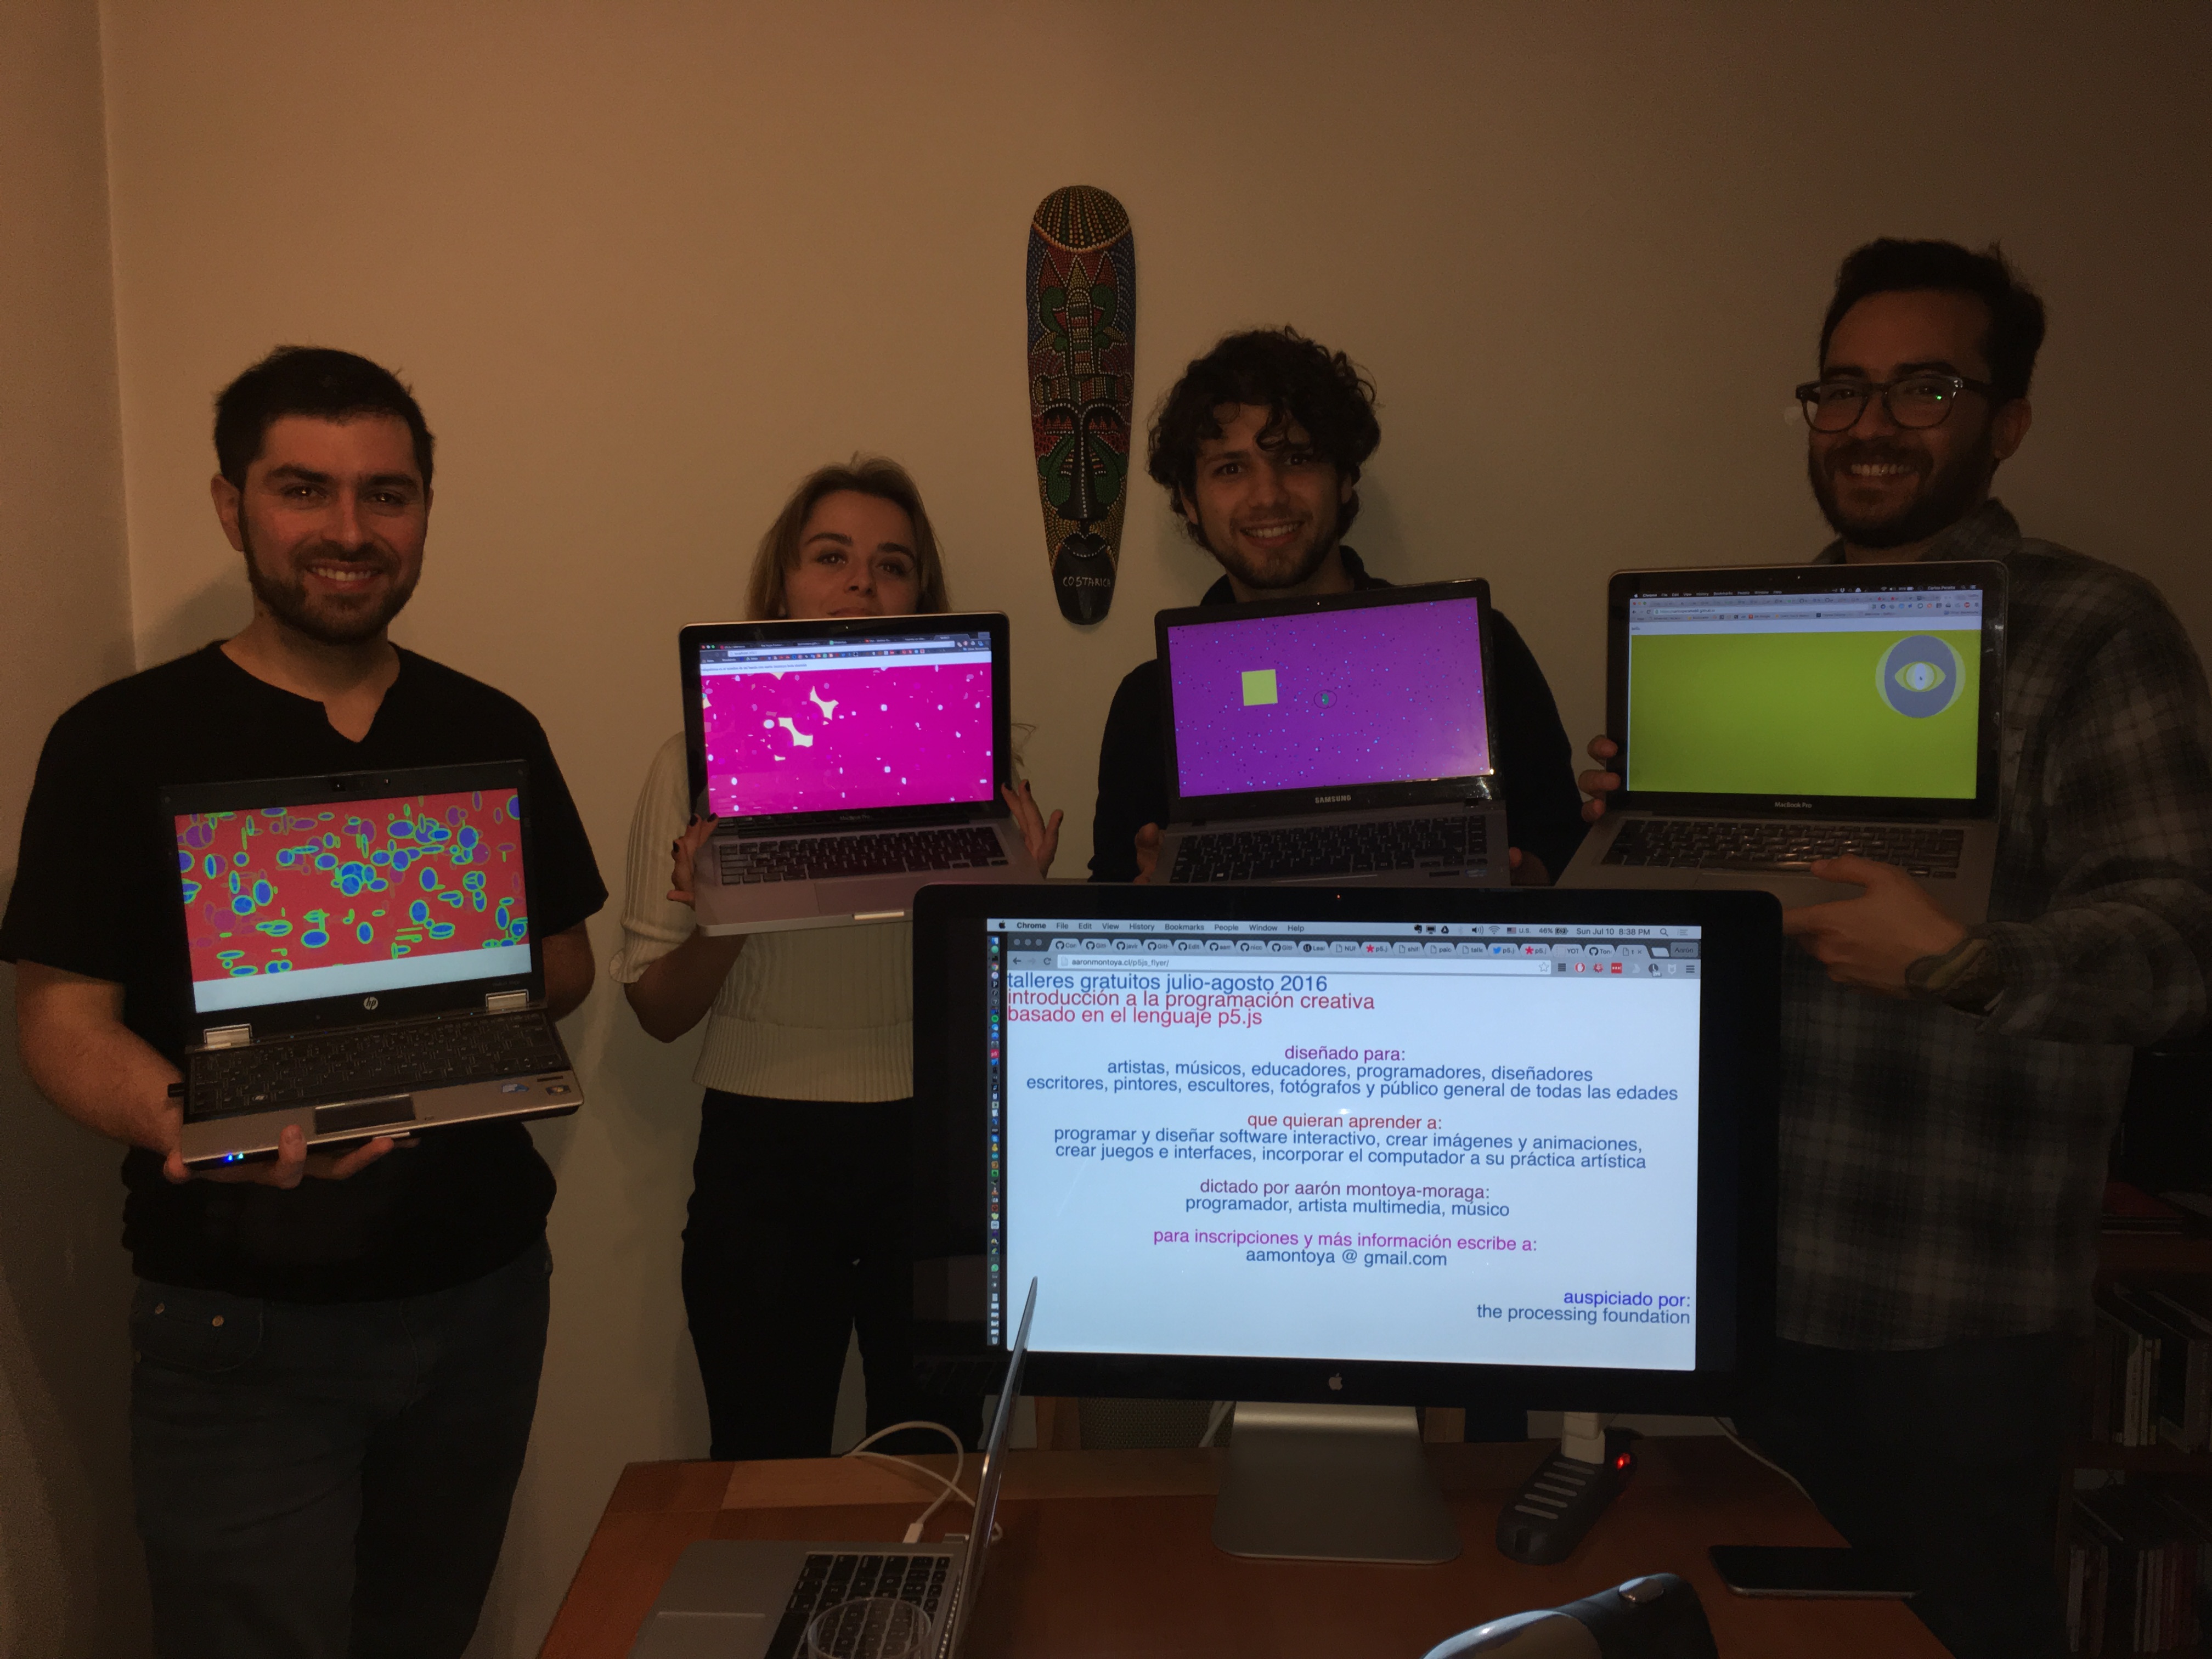 COSTARICA
SAMSUNG
MacBook Pro
hp
Chrome File Edit View History Bookmarks People Window Help
U.S. 46% Sun Jul 10 8:38 PM
Aaron
aaronmontoya.cl/p5js_flyer/
talleres gratuitos julio-agosto 2016
introducción a la programación creativa
basado en el lenguaje p5.js
diseñado para:
artistas, músicos, educadores, programadores, diseñadores
escritores, pintores, escultores, fotógrafos y público general de todas las edades
que quieran aprender a:
programar y diseñar software interactivo, crear imágenes y animaciones,
crear juegos e interfaces, incorporar el computador a su práctica artística
dictado por aarón montoya-moraga:
programador, artista multimedia, músico
para inscripciones y más información escribe a:
aamontoya @ gmail.com
auspiciado por:
the processing foundation